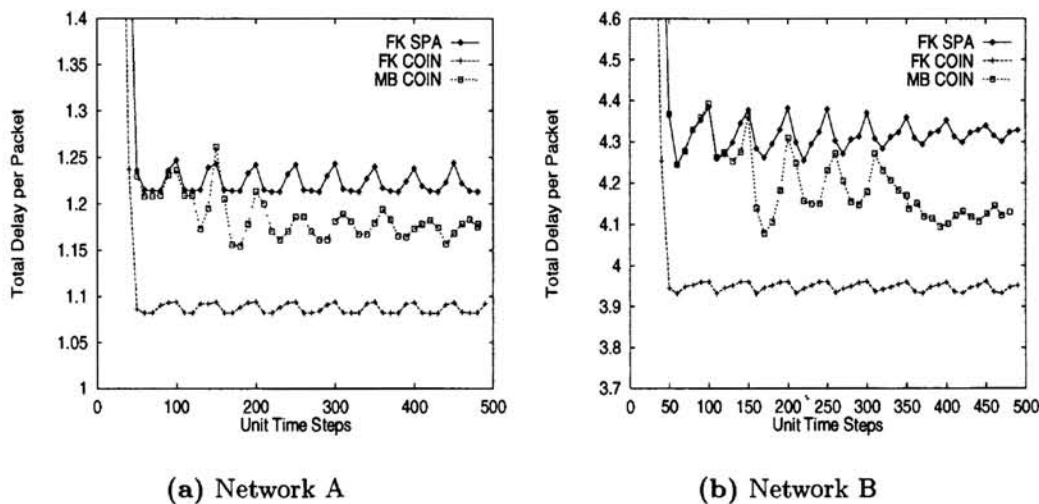 1.4
1.35
1.3
1.25
1.2
1.15
1.1
1.05
1
Total Delay per Packet
FK SPA
FK COIN
MB COIN
0 100 200 300 400 500
Unit Time Steps
(a) Network A
4.6
4.5
4.4
4.3
4.2
4.1
4
3.9
3.8
3.7
Total Delay per Packet
FK SPA
FK COIN
MB COIN
0 50 100 150 200 250 300 350 400 450 500
Unit Time Steps
(b) Network B